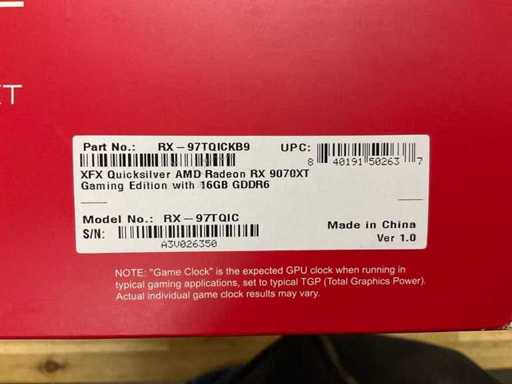 XT
Part No.: RX-97TQICKB9 UPC:
8 40191 50263 7
XFX Quicksilver AMD Radeon RX 9070XT
Gaming Edition with 16GB GDDR6
Model No.: RX-97TQIC
Made in China
S/N:
Ver 1.0
A3V026350
NOTE: "Game Clock" is the expected GPU clock when running in
typical gaming applications, set to typical TGP (Total Graphics Power).
Actual individual game clock results may vary.